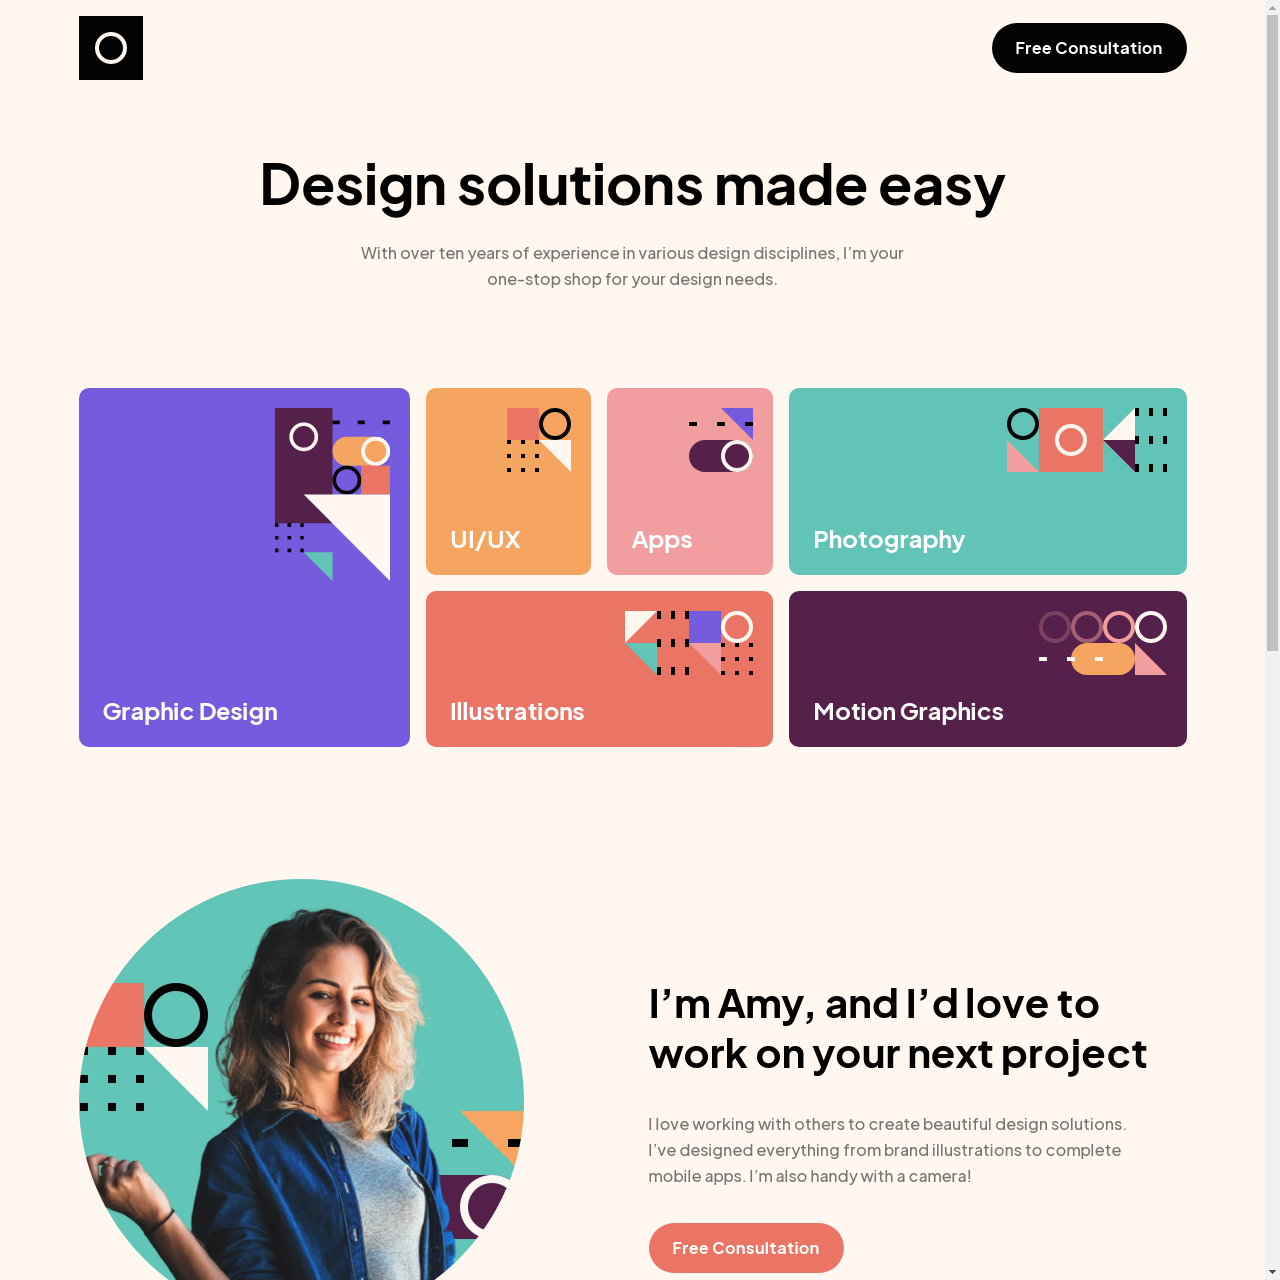 Free Consultation
Design solutions made easy
With over ten years of experience in various design disciplines, I’m your
one-stop shop for your design needs.
Graphic Design
UI/UX
Apps
Photography
Illustrations
Motion Graphics
I’m Amy, and I’d love to
work on your next project
I love working with others to create beautiful design solutions.
I’ve designed everything from brand illustrations to complete
mobile apps. I’m also handy with a camera!
Free Consultation